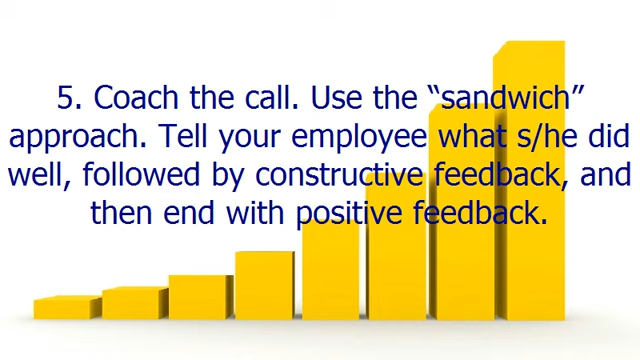 5. Coach the call. Use the “sandwich”
approach. Tell your employee what s/he did
well, followed by constructive feedback, and
then end with positive feedback.